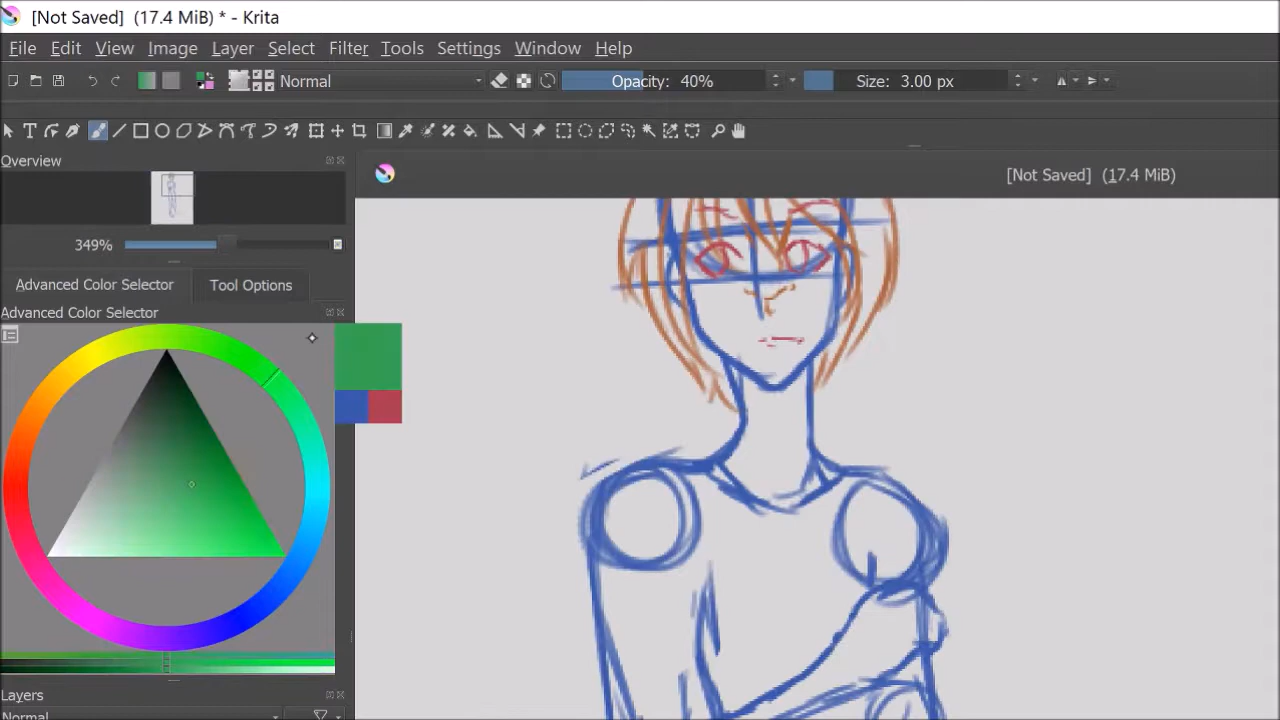 [Not Saved] (17.4 MiB) * - Krita
File Edit View Image Layer Select Filter Tools Settings Window Help
Normal Opacity: 40% Size: 3.00 px
Overview
[Not Saved] (17.4 MiB)
349%
Advanced Color Selector Tool Options
Advanced Color Selector
Layers
Normal